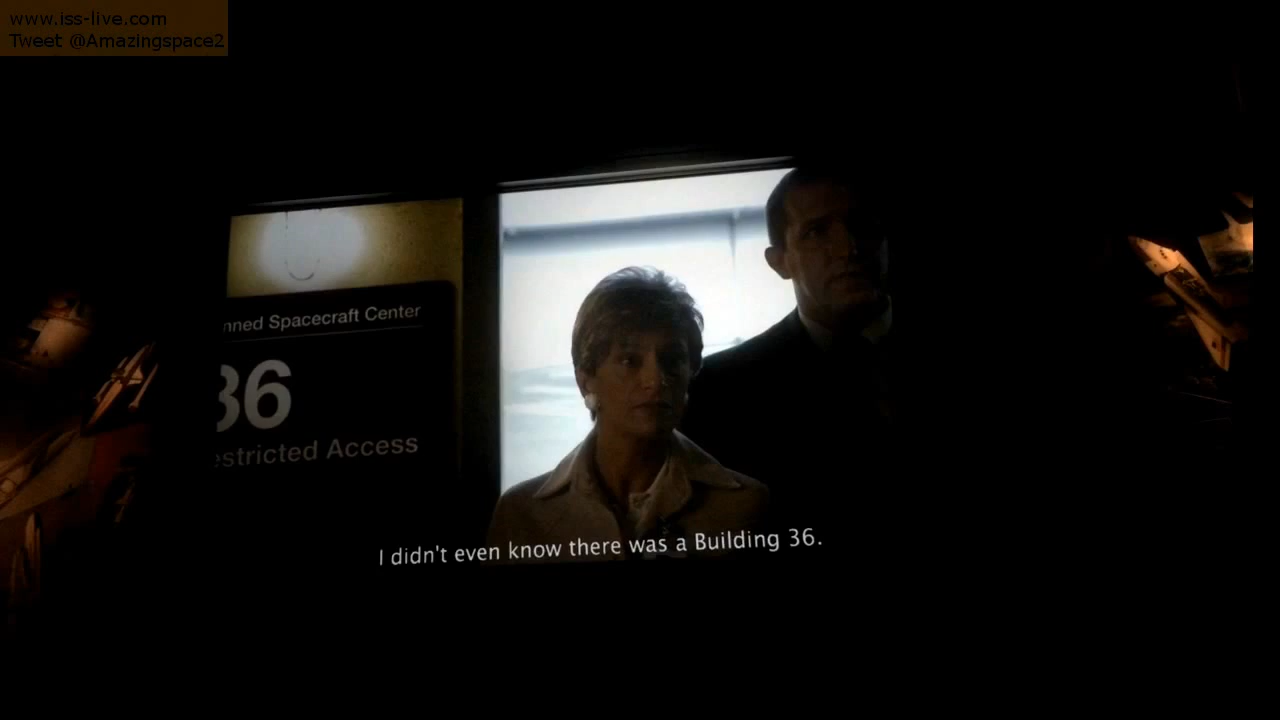 www.iss-live.com
Tweet @Amazingspace2
nned Spacecraft Center
36
estricted Access
I didn't even know there was a Building 36.